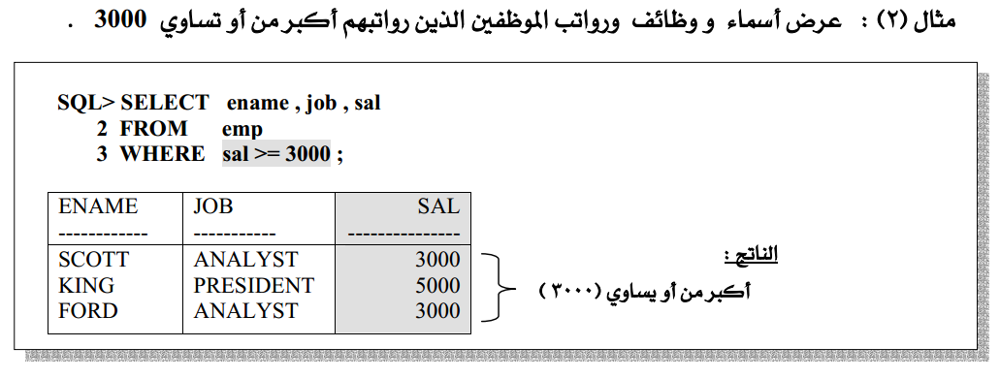 مثال (٢) : عرض أسماء و وظائف ورواتب الموظفين الذين رواتبهم أكبر من أو تساوي 3000 .
SQL> SELECT ename , job , sal
2 FROM emp
3 WHERE sal >= 3000 ;
ENAME JOB SAL
------------ ----------- ---------------
SCOTT ANALYST 3000
KING PRESIDENT 5000
FORD ANALYST 3000
الناتج :
أكبر من أو يساوي (٣٠٠٠ )